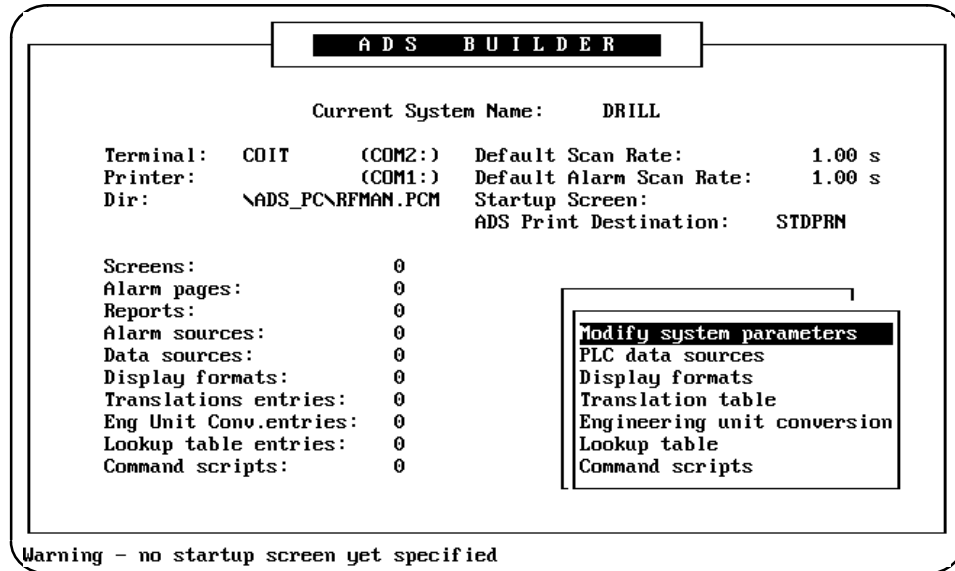 ADS BUILDER
Current System Name: DRILL
Terminal: COIT (COM2:) Default Scan Rate: 1.00 s
Printer: (COM1:) Default Alarm Scan Rate: 1.00 s
Dir: \ADS_PC\RFMAN.PCM Startup Screen:
ADS Print Destination: STDPRN
Screens: 0
Alarm pages: 0
Reports: 0
Alarm sources: 0
Data sources: 0
Display formats: 0
Translations entries: 0
Eng Unit Conv.entries: 0
Lookup table entries: 0
Command scripts: 0
Modify system parameters
PLC data sources
Display formats
Translation table
Engineering unit conversion
Lookup table
Command scripts
Warning - no startup screen yet specified